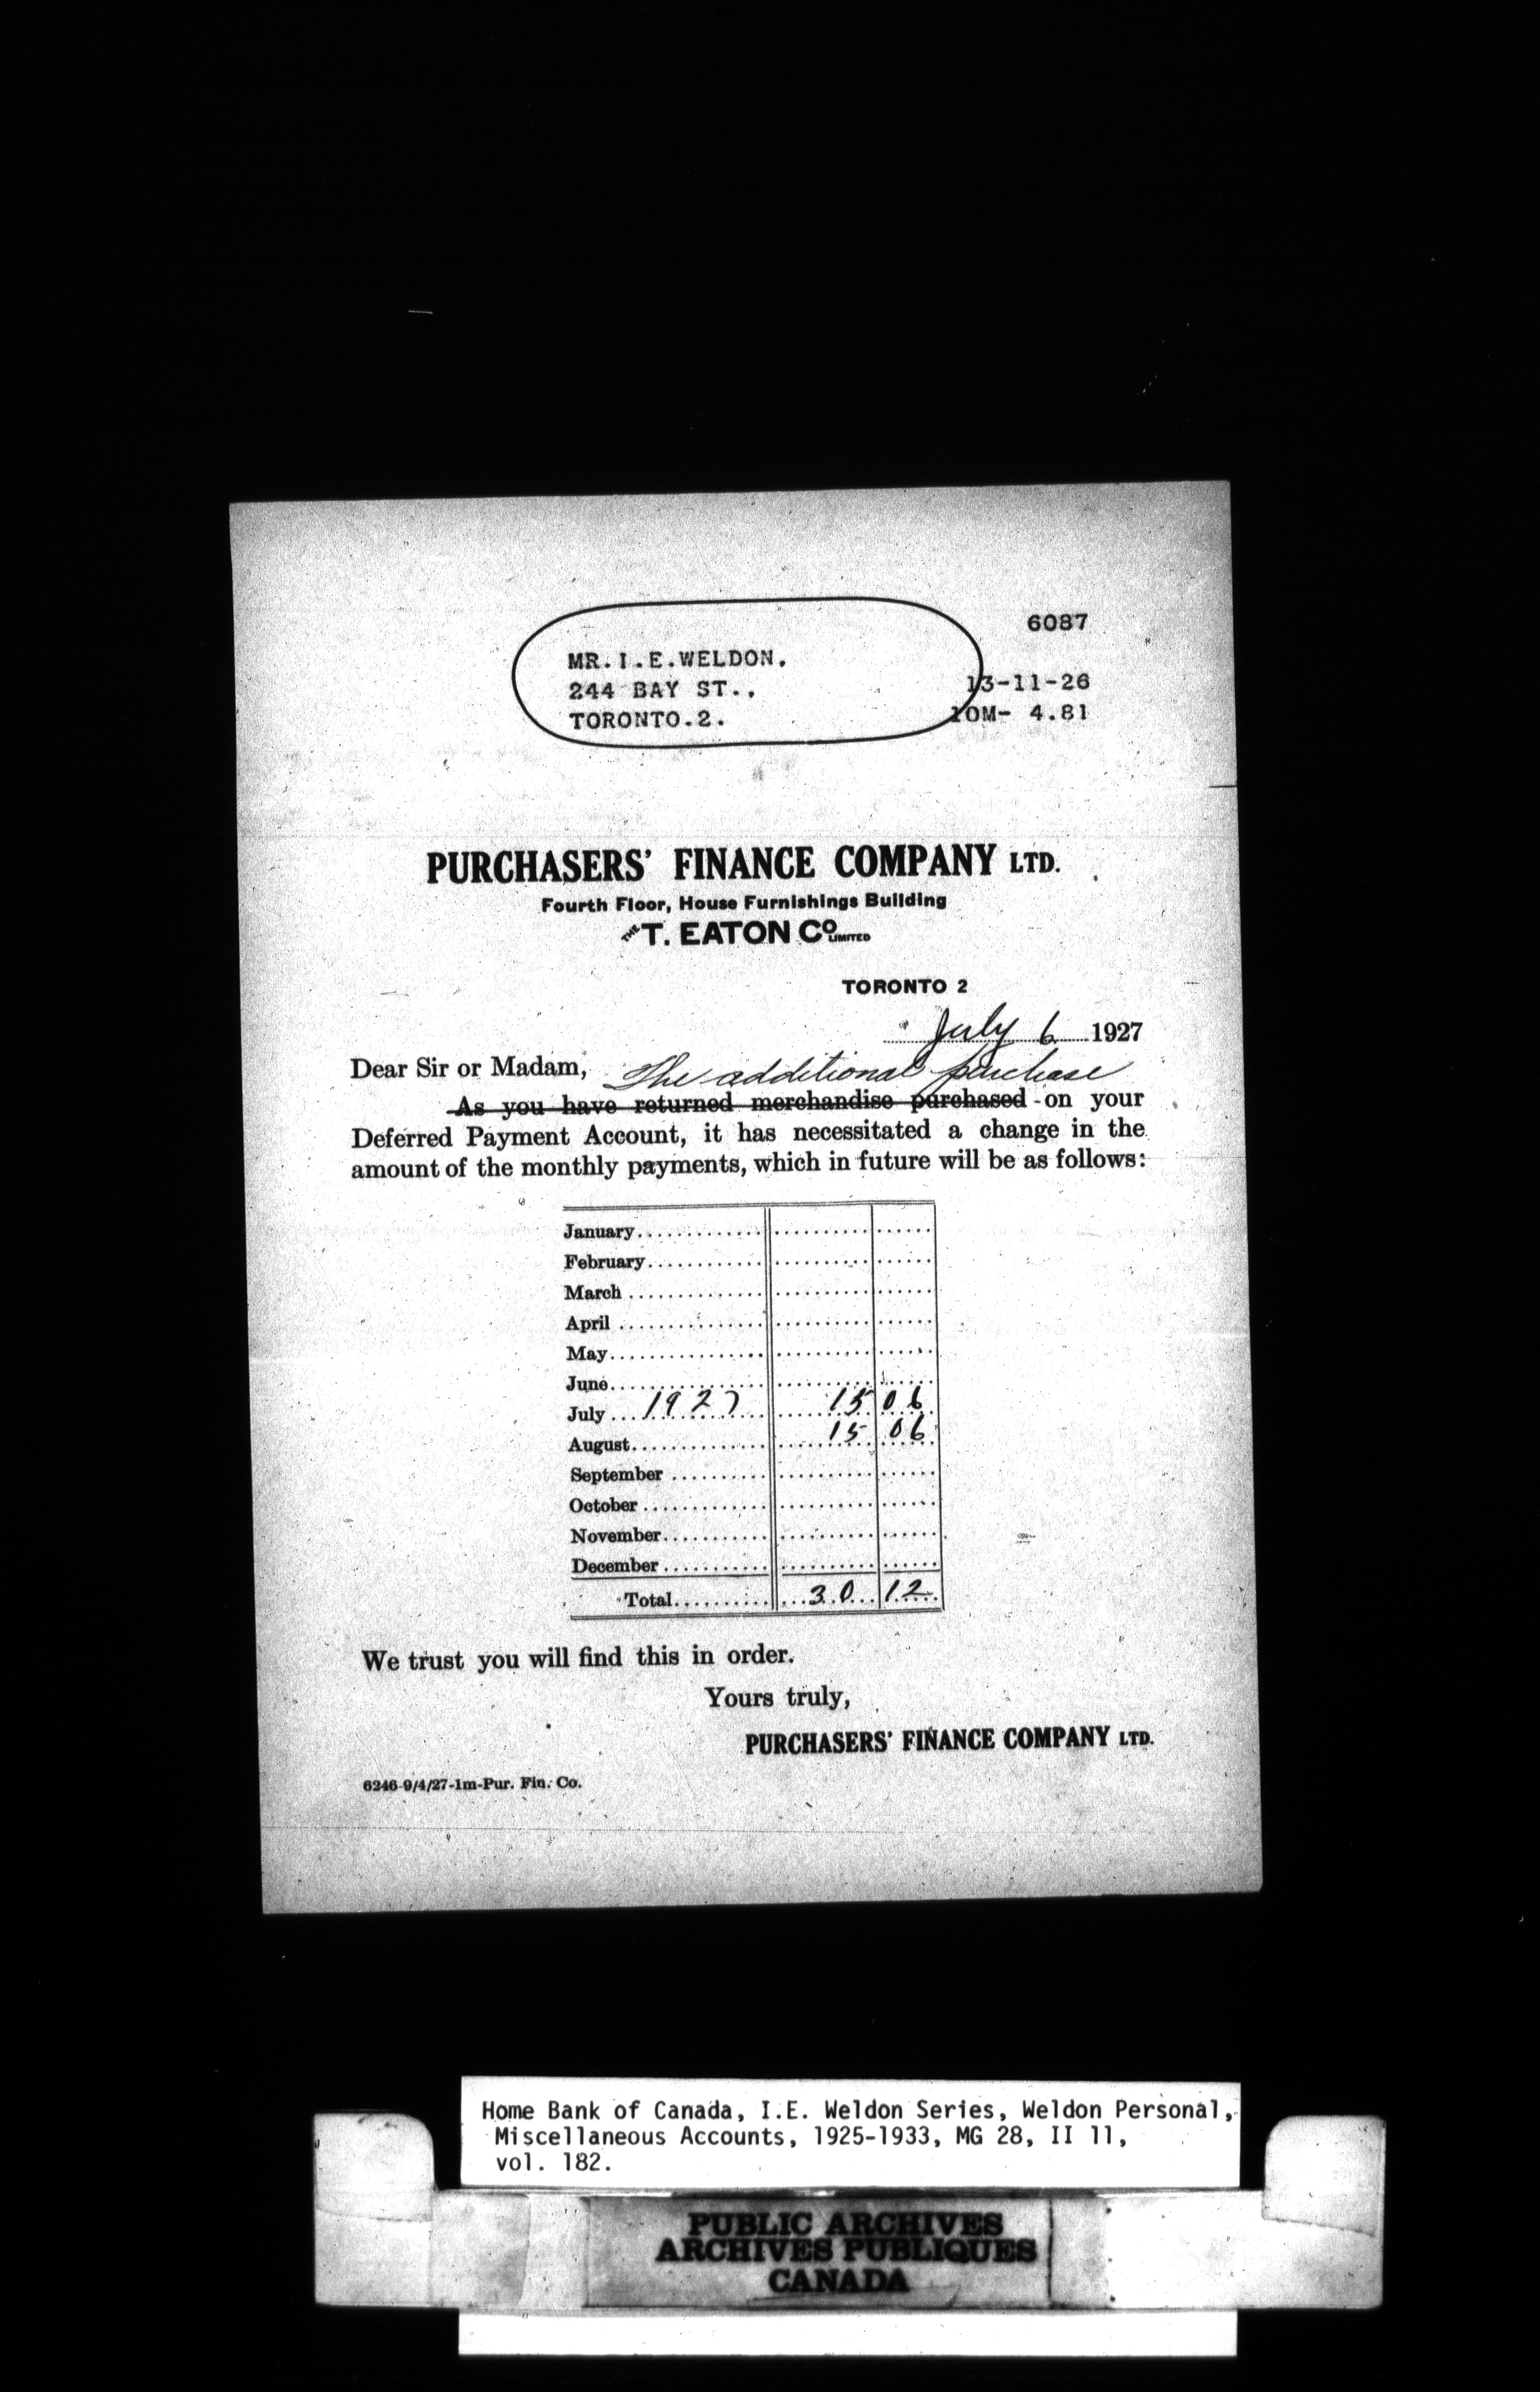 6087
MR. I. E. WELDON.
244 BAY ST.,
TORONTO. 2.
13-11-26
10M- 4.81
PURCHASERS' FINANCE COMPANY LTD.
Fourth Floor, House Furnishings Building
THE T. EATON CO LIMITED
TORONTO 2
July 6 1927
Dear Sir or Madam, The additional purchase
As you have returned merchandise purchased on your
Deferred Payment Account, it has necessitated a change in the
amount of the monthly payments, which in future will be as follows:
January
February
March
April
May
June
July 1927 15 06
August 15 06
September
October
November
December
Total 30 12
We trust you will find this in order.
Yours truly,
PURCHASERS' FINANCE COMPANY LTD.
6246-9/4/27-1m-Pur. Fin. Co.
Home Bank of Canada, I.E. Weldon Series, Weldon Personal,
Miscellaneous Accounts, 1925-1933, MG 28, II 11,
vol. 182.
PUBLIC ARCHIVES
ARCHIVES PUBLIQUES
CANADA